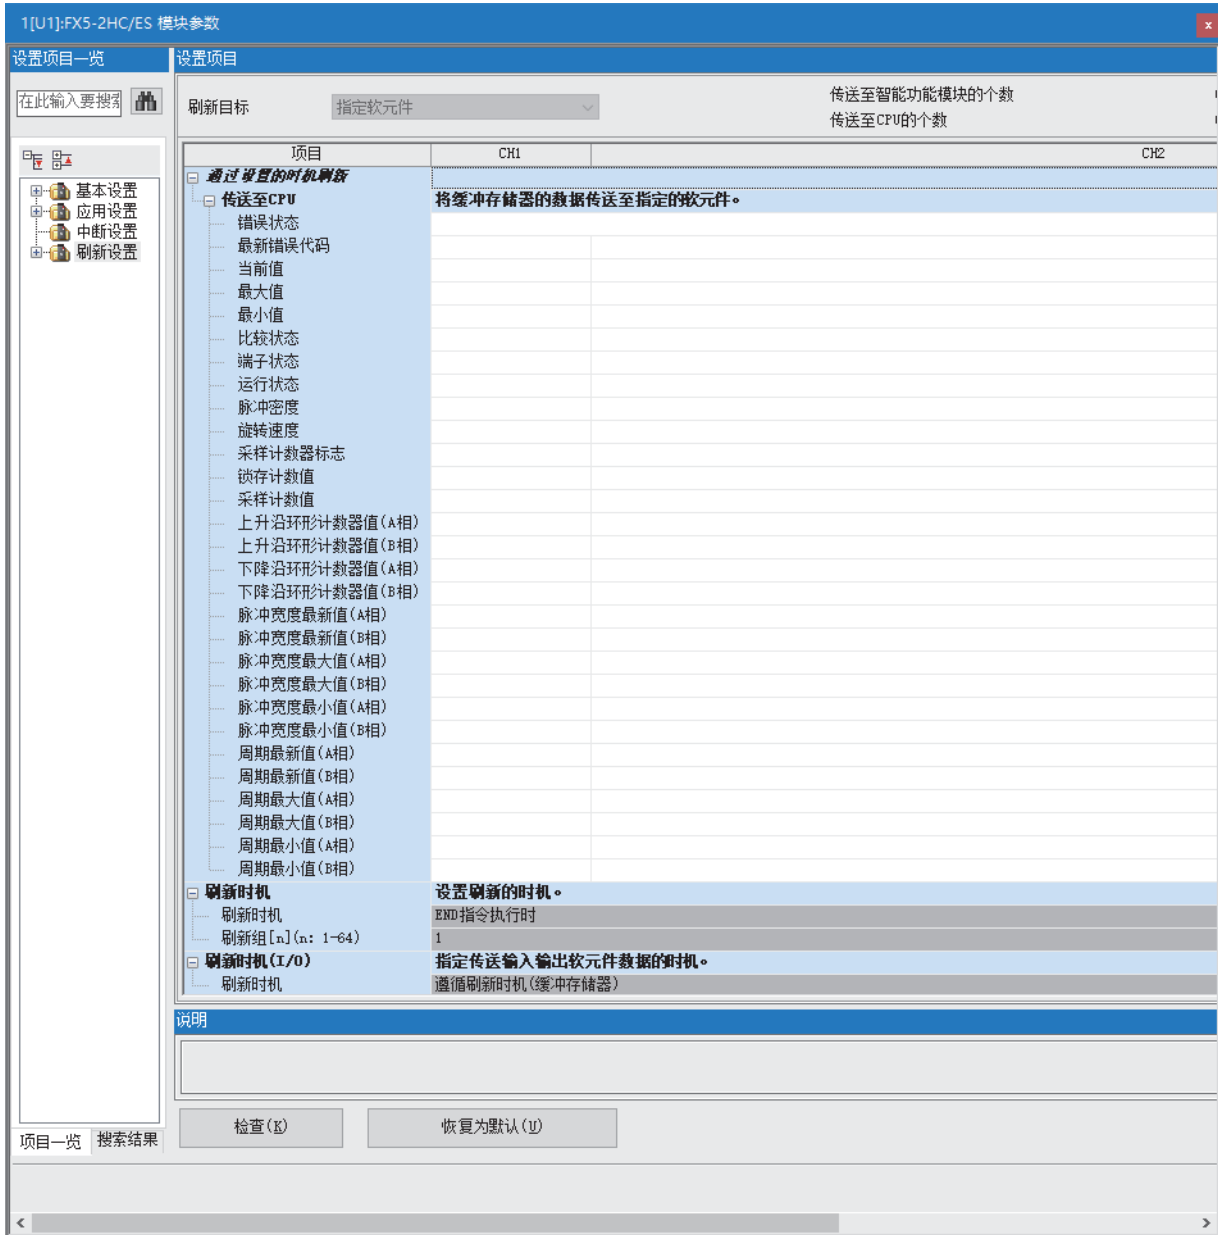 1[U1]:FX5-2HC/ES 模块参数
设置项目一览
设置项目
在此输入要搜索
刷新目标
指定软元件
传送至智能功能模块的个数
传送至CPU的个数
项目 CH1 CH2
通过设置的时机刷新
传送至CPU 将缓冲存储器的数据传送至指定的软元件。
错误状态
最新错误代码
当前值
最大值
最小值
比较状态
端子状态
运行状态
脉冲密度
旋转速度
采样计数器标志
锁存计数值
采样计数值
上升沿环形计数器值(A相)
上升沿环形计数器值(B相)
下降沿环形计数器值(A相)
下降沿环形计数器值(B相)
脉冲宽度最新值(A相)
脉冲宽度最新值(B相)
脉冲宽度最大值(A相)
脉冲宽度最大值(B相)
脉冲宽度最小值(A相)
脉冲宽度最小值(B相)
周期最新值(A相)
周期最新值(B相)
周期最大值(A相)
周期最大值(B相)
周期最小值(A相)
周期最小值(B相)
刷新时机 设置刷新的时机。
刷新时机 END指令执行时
刷新组[n](n: 1-64) 1
刷新时机(I/O) 指定传送输入输出软元件数据的时机。
刷新时机 遵循刷新时机(缓冲存储器)
基本设置
应用设置
中断设置
刷新设置
说明
检查(K)
恢复为默认(U)
项目一览
搜索结果